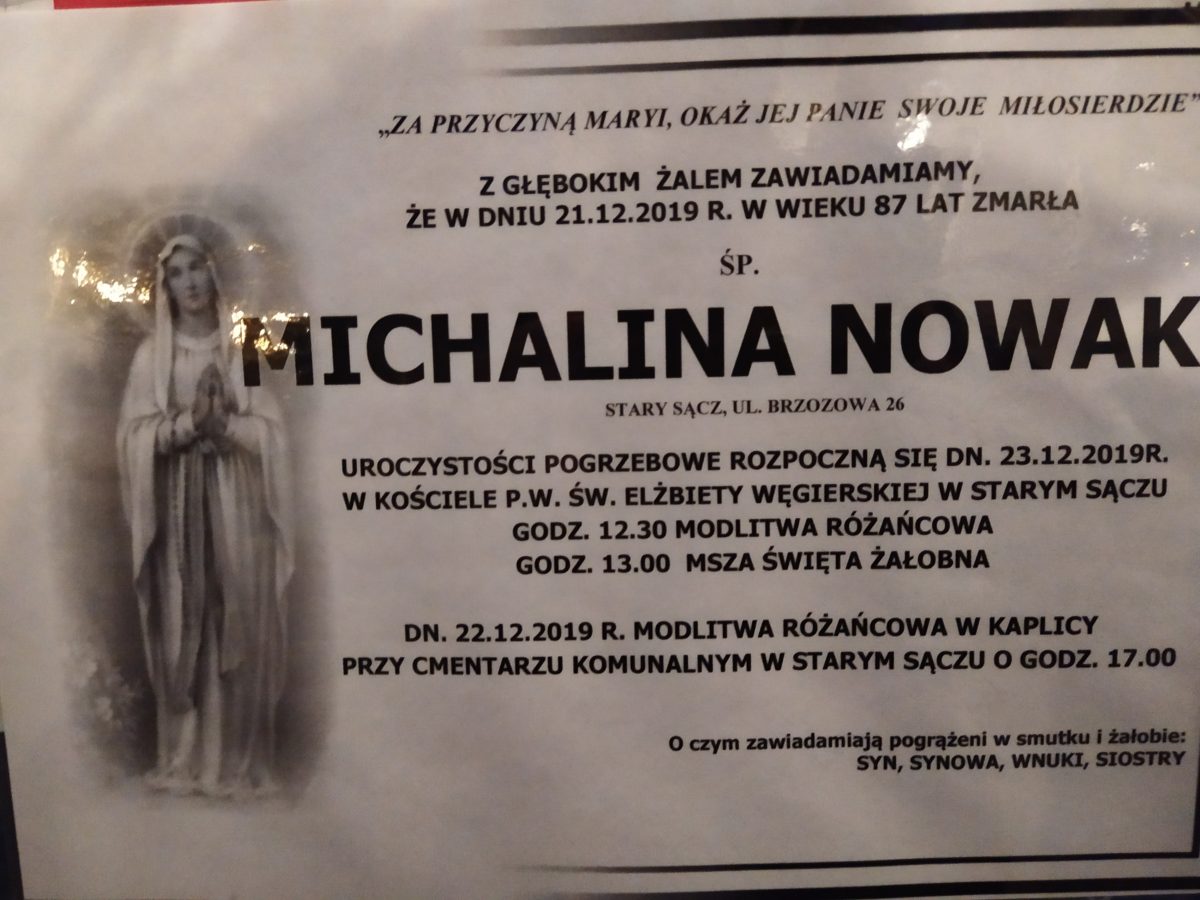 „ZA PRZYCZYNĄ MARYI, OKAŻ JEJ PANIE SWOJE MIŁOSIERDZIE”
Z GŁĘBOKIM ŻALEM ZAWIADAMIAMY,
ŻE W DNIU 21.12.2019 R. W WIEKU 87 LAT ZMARŁA
ŚP.
MICHALINA NOWAK
STARY SĄCZ, UL. BRZOZOWA 26
UROCZYSTOŚCI POGRZEBOWE ROZPOCZNĄ SIĘ DN. 23.12.2019R.
W KOŚCIELE P.W. ŚW. ELŻBIETY WĘGIERSKIEJ W STARYM SĄCZU
GODZ. 12.30 MODLITWA RÓŻAŃCOWA
GODZ. 13.00 MSZA ŚWIĘTA ŻAŁOBNA
DN. 22.12.2019 R. MODLITWA RÓŻAŃCOWA W KAPLICY
PRZY CMENTARZU KOMUNALNYM W STARYM SĄCZU O GODZ. 17.00
O czym zawiadamiają pogrążeni w smutku i żałobie:
SYN, SYNOWA, WNUKI, SIOSTRY